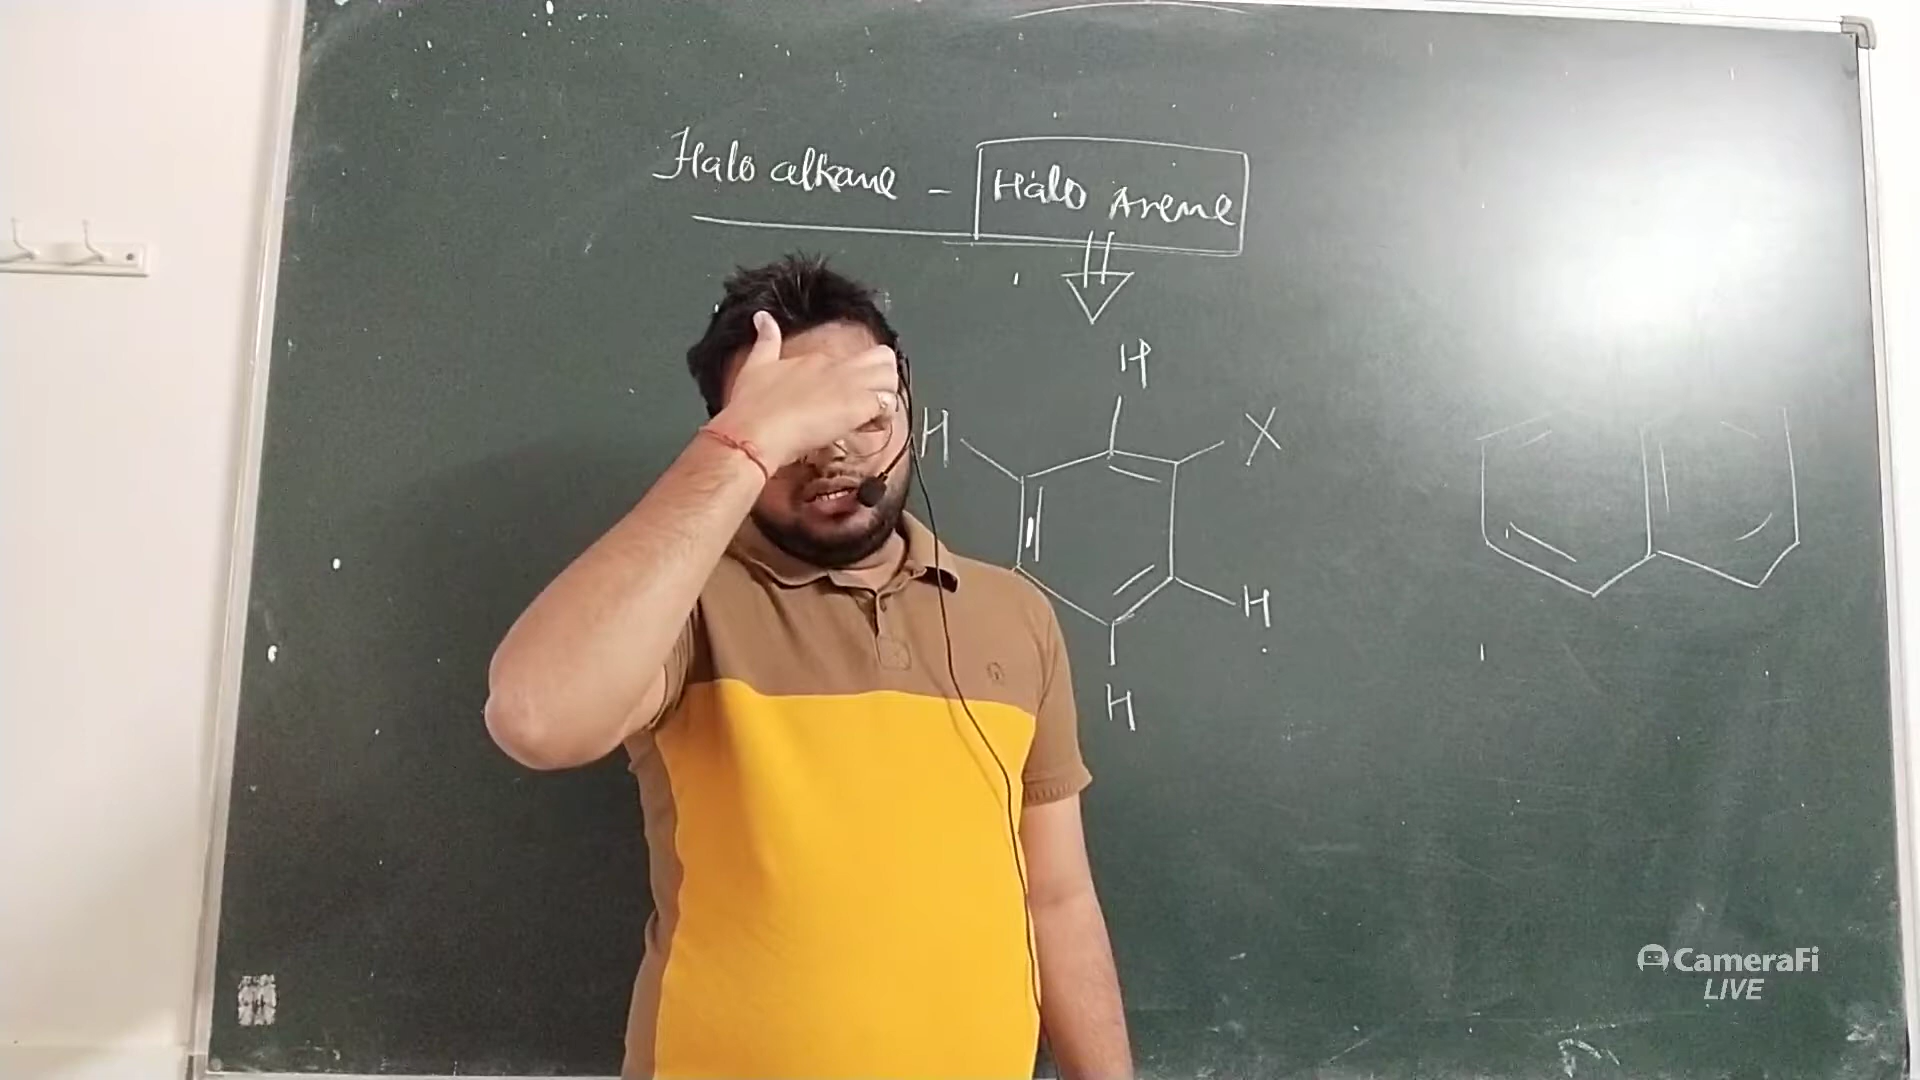 Halo alkane - Halo Arene
H
H X
H
H
CameraFi
LIVE